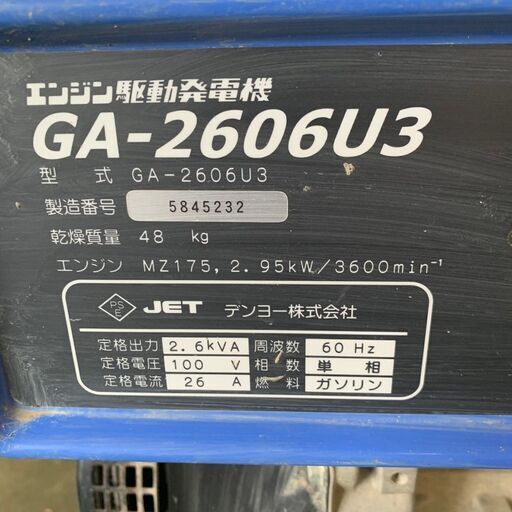 エンジン駆動発電機
GA-2606U3
型 式 GA-2606U3
製造番号 5845232
乾燥質量 48 kg
エンジン MZ175, 2.95kW/3600min⁻¹
PS E JET デンヨー株式会社
定格出力 2.6kVA 周波数 60 Hz
定格電圧 100 V 相数 単相
定格電流 26 A 燃料 ガソリン